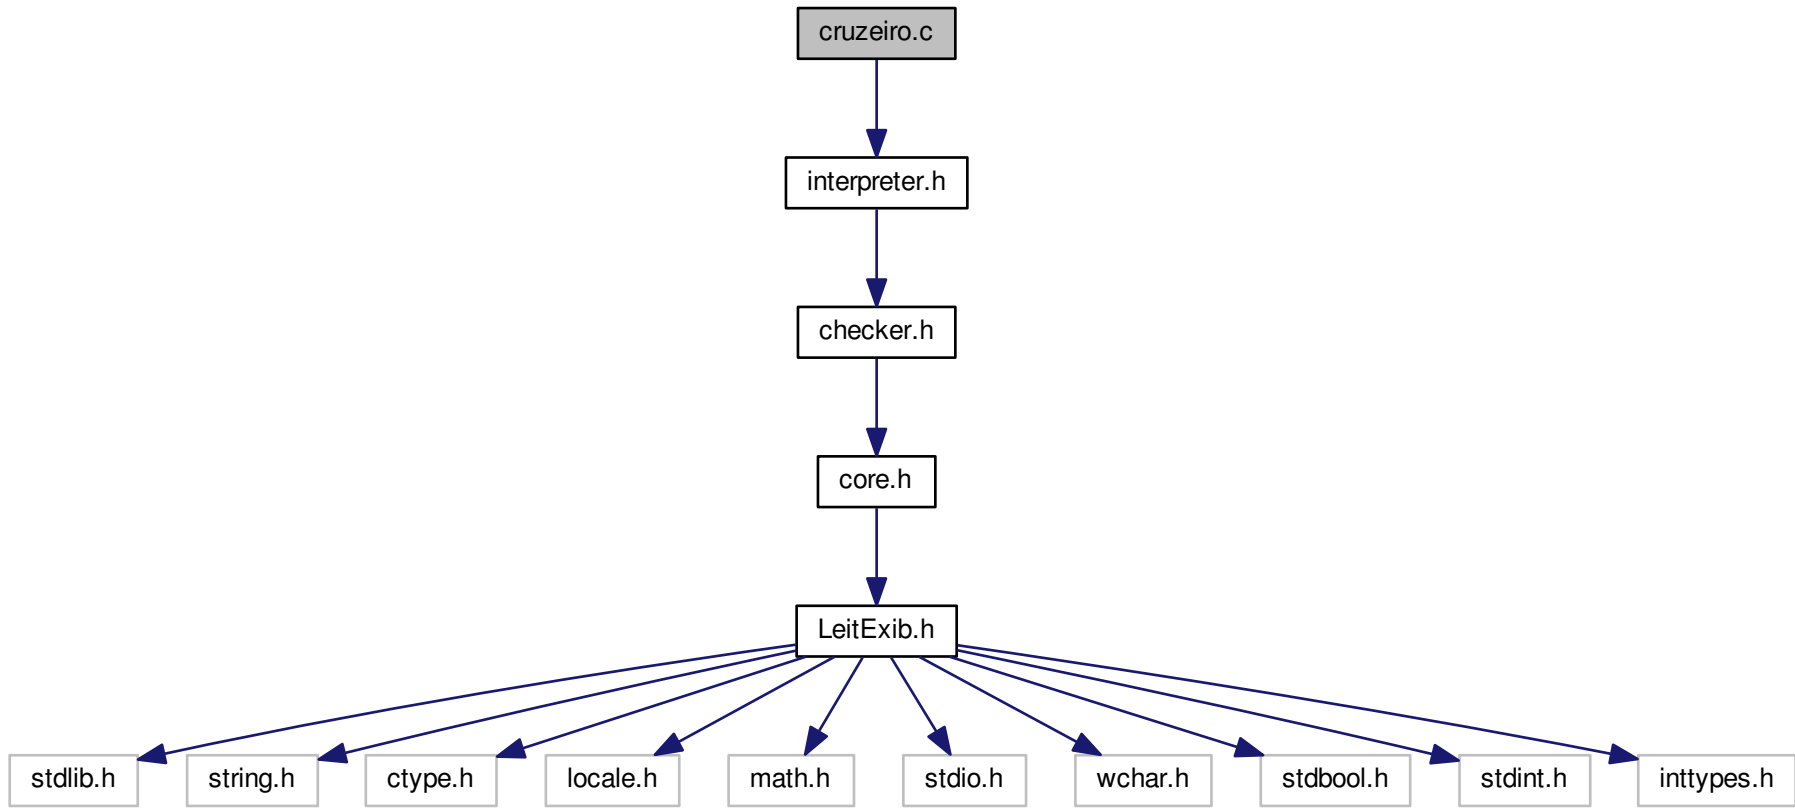 cruzeiro.c
interpreter.h
checker.h
core.h
LeitExib.h
stdlib.h
string.h
ctype.h
locale.h
math.h
stdio.h
wchar.h
stdbool.h
stdint.h
inttypes.h